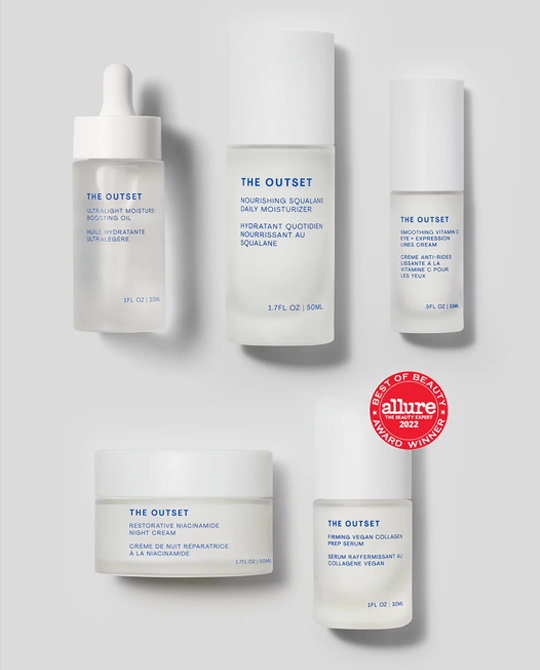 THE OUTSET
ULTRALIGHT MOISTURE-
BOOSTING OIL
HUILE HYDRATANTE
ULTRALÉGÈRE
1FL OZ | 30ML
THE OUTSET
NOURISHING SQUALANE
DAILY MOISTURIZER
HYDRATANT QUOTIDIEN
NOURRISSANT AU
SQUALANE
1.7FL OZ | 50ML
THE OUTSET
SMOOTHING VITAMIN C
EYE + EXPRESSION
LINES CREAM
CRÈME ANTI-RIDES
LISSANTE À LA
VITAMINE C POUR
LES YEUX
.5FL OZ | 15ML
THE OUTSET
RESTORATIVE NIACINAMIDE
NIGHT CREAM
CRÈME DE NUIT RÉPARATRICE
À LA NIACINAMIDE
1.7FL OZ | 50ML
BEST OF BEAUTY
allure
THE BEAUTY EXPERT
2022
AWARD WINNER
THE OUTSET
FIRMING VEGAN COLLAGEN
PREP SERUM
SERUM RAFFERMISSANT AU
COLLAGÈNE VEGAN
1FL OZ | 30ML